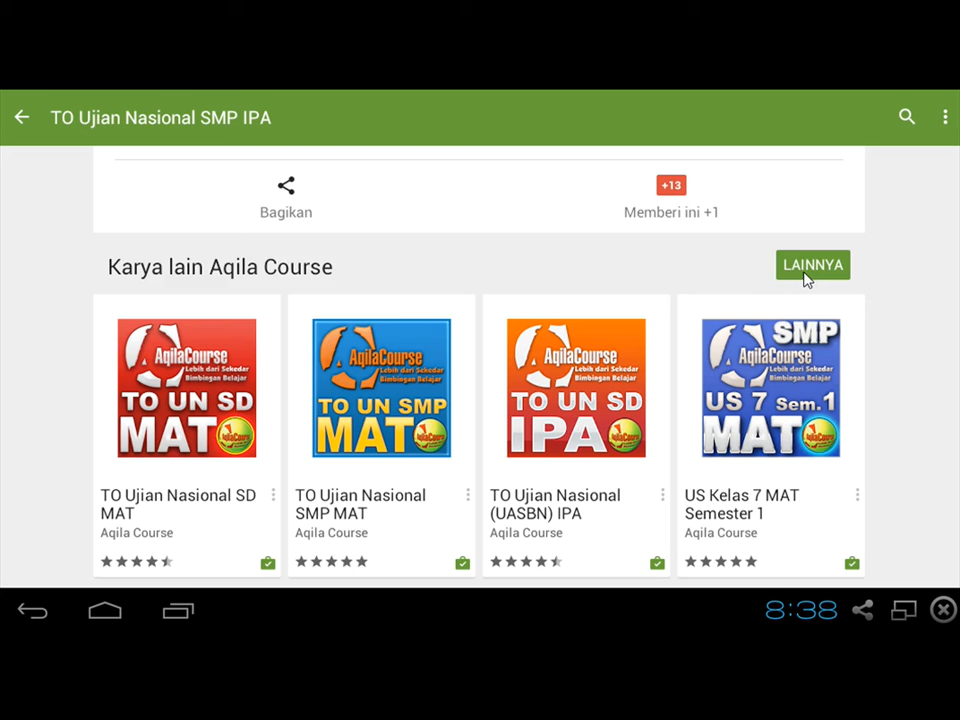 TO Ujian Nasional SMP IPA
+13
Bagikan
Memberi ini +1
Karya lain Aqila Course
LAINNYA
AqilaCourse
Lebih dari Sekedar
Bimbingan Belajar
TO UN SD
MAT
AqilaCourse
TO Ujian Nasional SD
MAT
Aqila Course
AqilaCourse
Lebih dari Sekedar
Bimbingan Belajar
TO UN SMP
MAT
AqilaCourse
TO Ujian Nasional
SMP MAT
Aqila Course
AqilaCourse
Lebih dari Sekedar
Bimbingan Belajar
TO UN SD
IPA
AqilaCourse
TO Ujian Nasional
(UASBN) IPA
Aqila Course
SMP
AqilaCourse
Lebih dari Sekedar
Bimbingan Belajar
US 7 Sem.1
MAT
AqilaCourse
US Kelas 7 MAT
Semester 1
Aqila Course
8:38